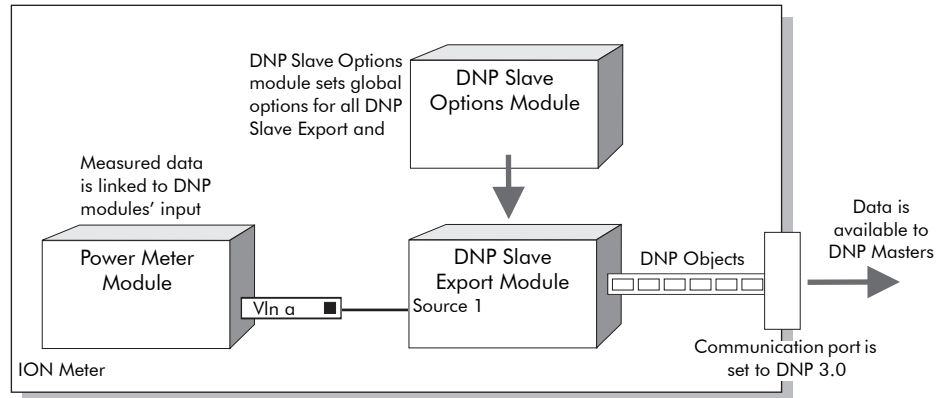 DNP Slave Options
module sets global
options for all DNP
Slave Export and
DNP Slave
Options Module
Measured data
is linked to DNP
modules' input
Power Meter
Module
Vln a
DNP Slave
Export Module
Source 1
DNP Objects
Data is
available to
DNP Masters
Communication port is
set to DNP 3.0
ION Meter